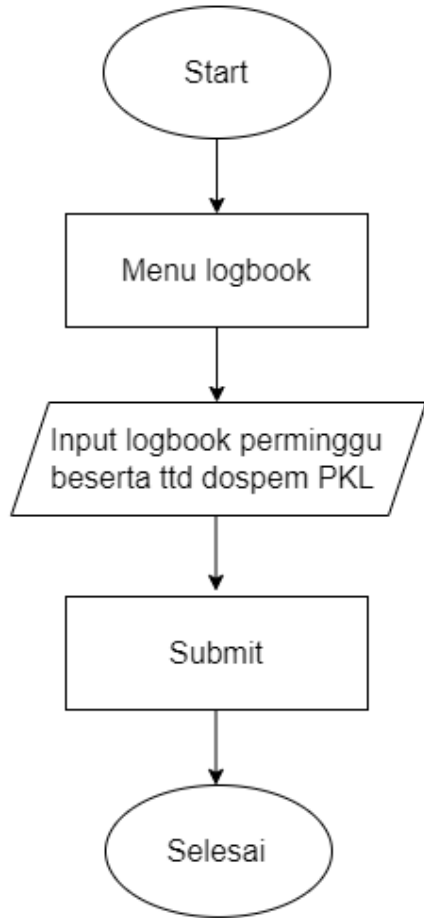 Start
Menu logbook
Input logbook perminggu
beserta ttd dospem PKL
Submit
Selesai